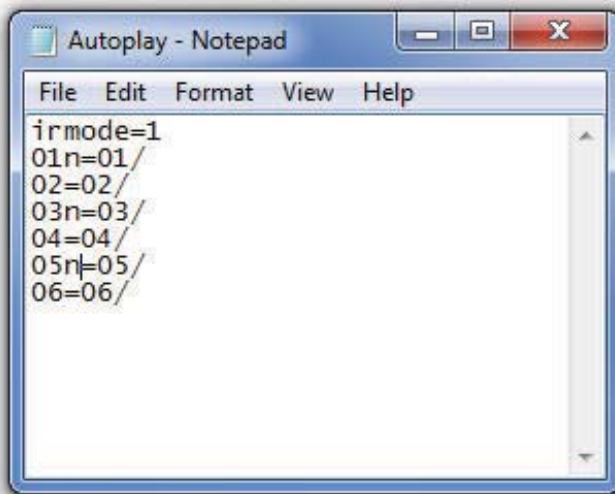 Autoplay - Notepad
File Edit Format View Help
irmode=1
01n=01/
02=02/
03n=03/
04=04/
05n=05/
06=06/